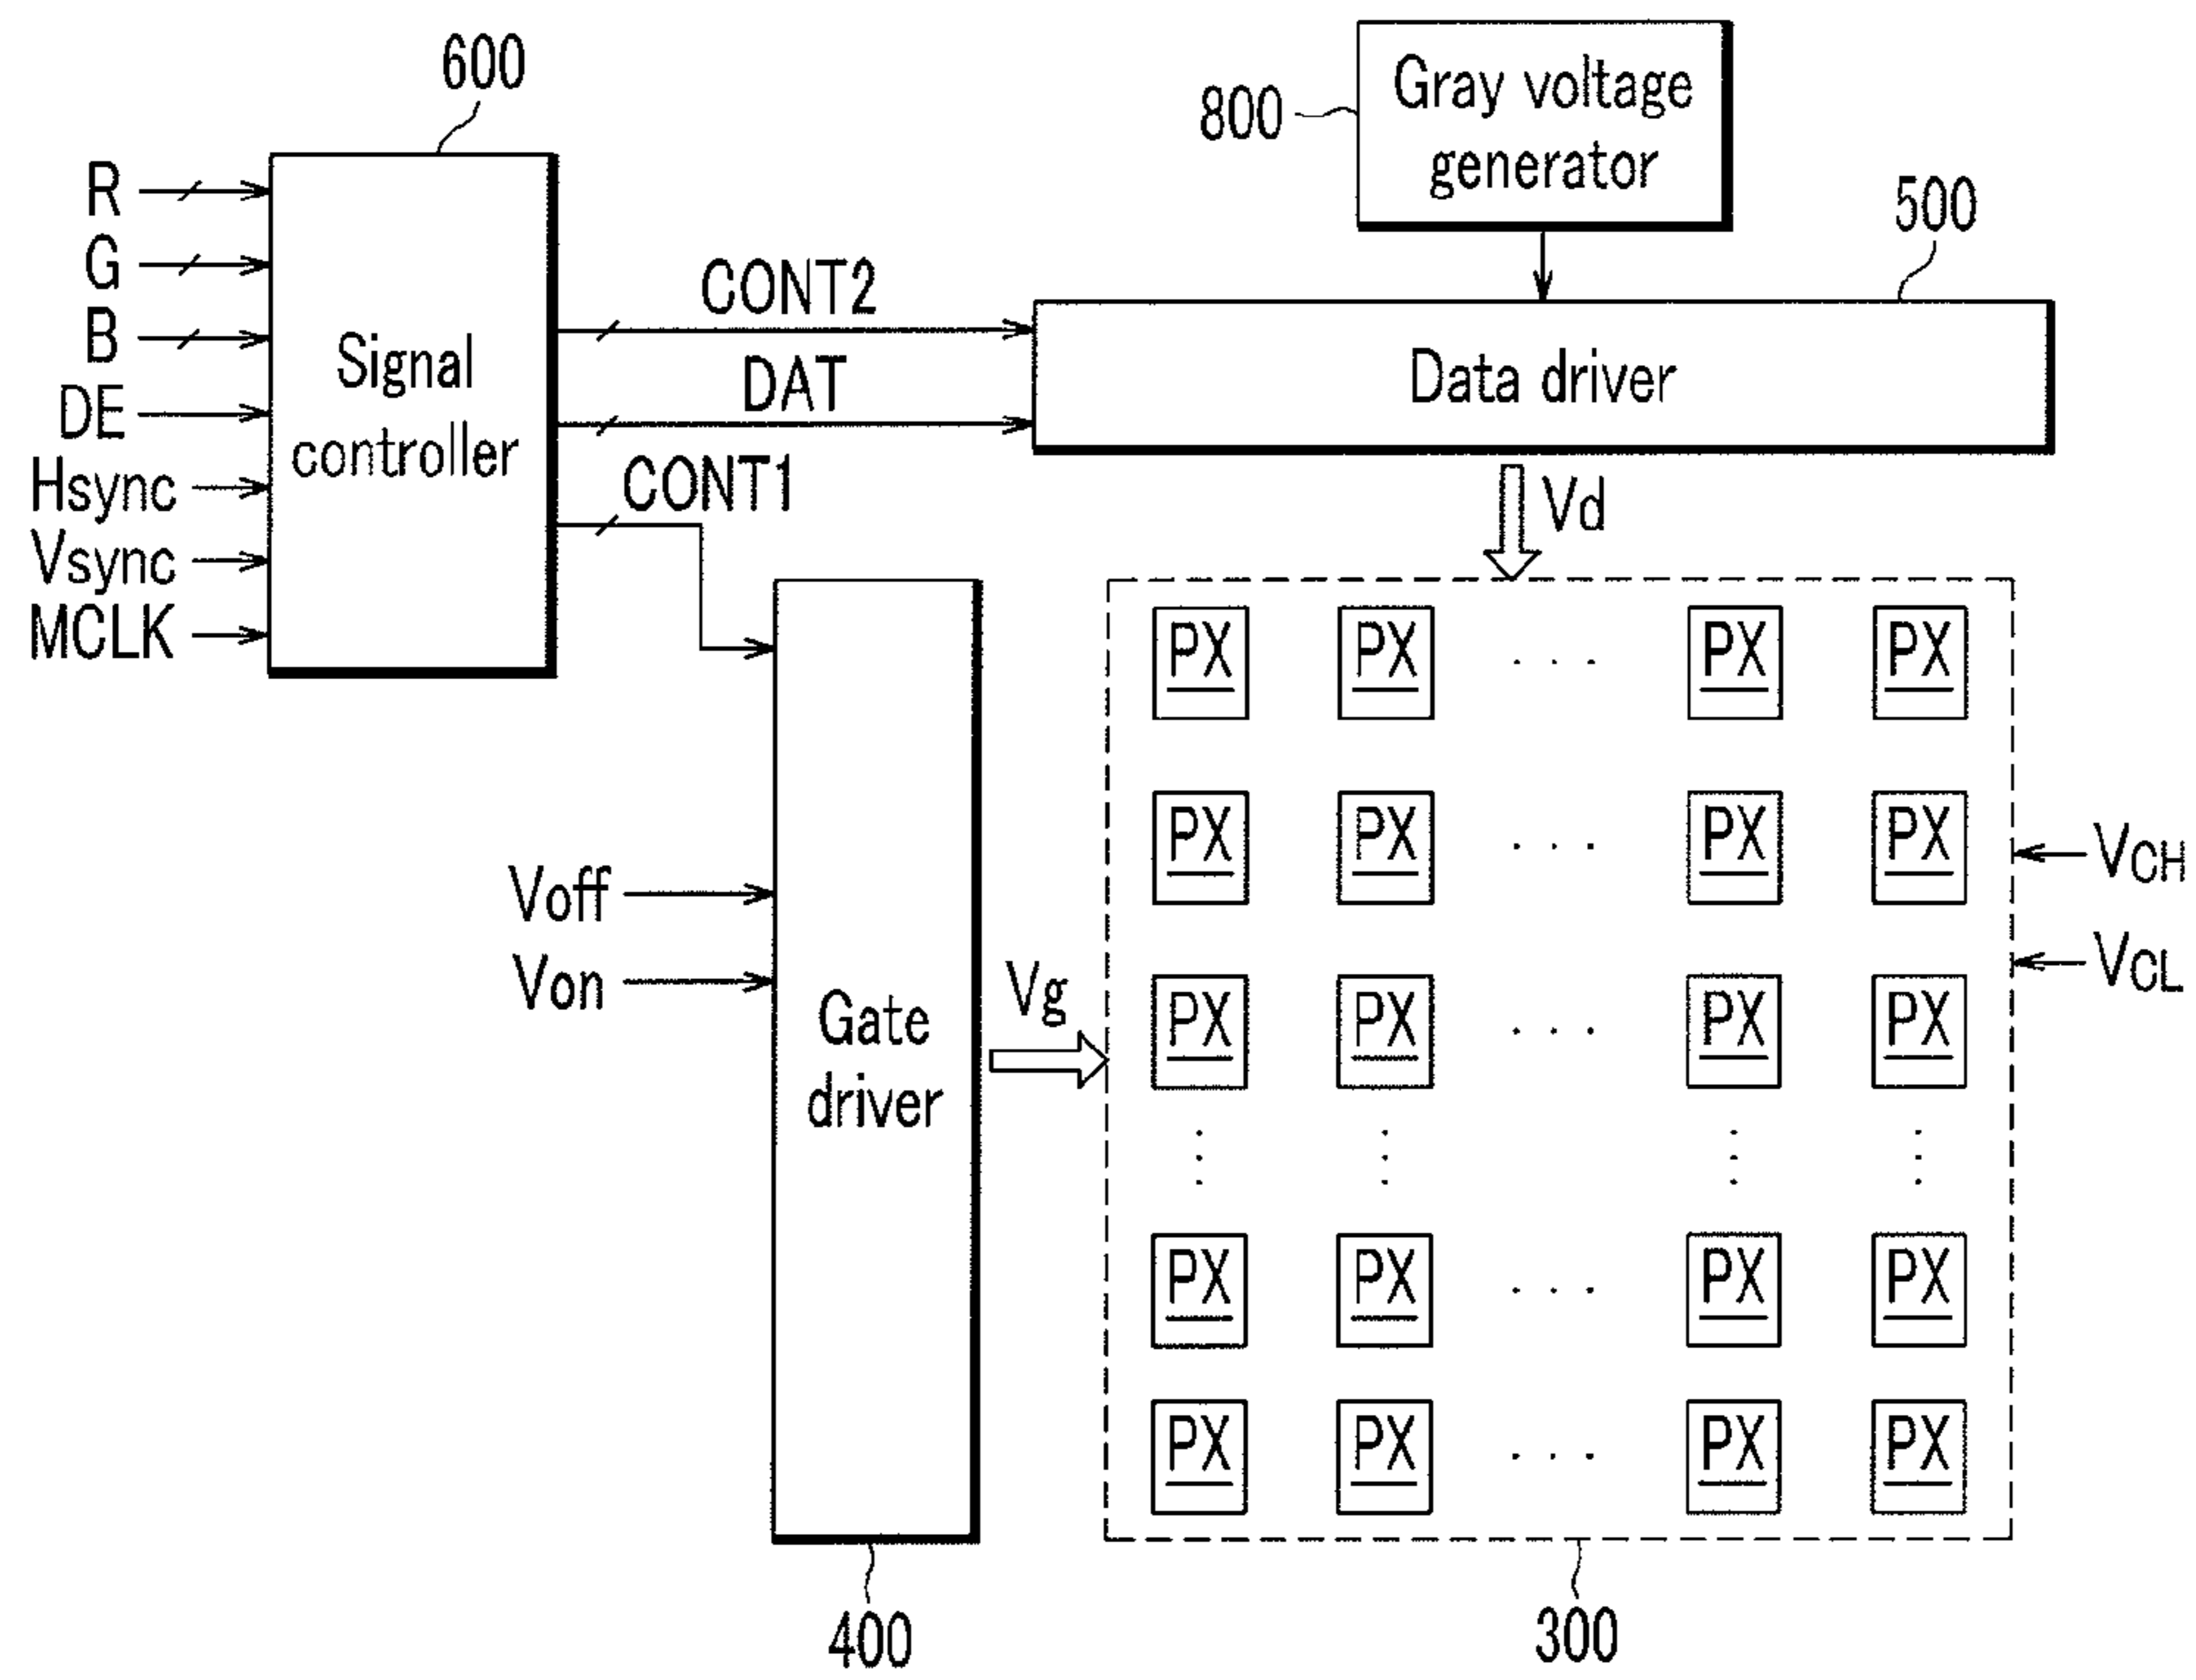 600
800
Gray voltage
generator
500
R
G
B
DE
Hsync
Vsync
MCLK
Signal
controller
CONT2
DAT
CONT1
Data driver
Vd
Voff
Von
Gate
driver
Vg
PX PX . . . PX PX
PX PX . . . PX PX
PX PX . . . PX PX
PX PX . . . PX PX
PX PX . . . PX PX
VCH
VCL
400
300